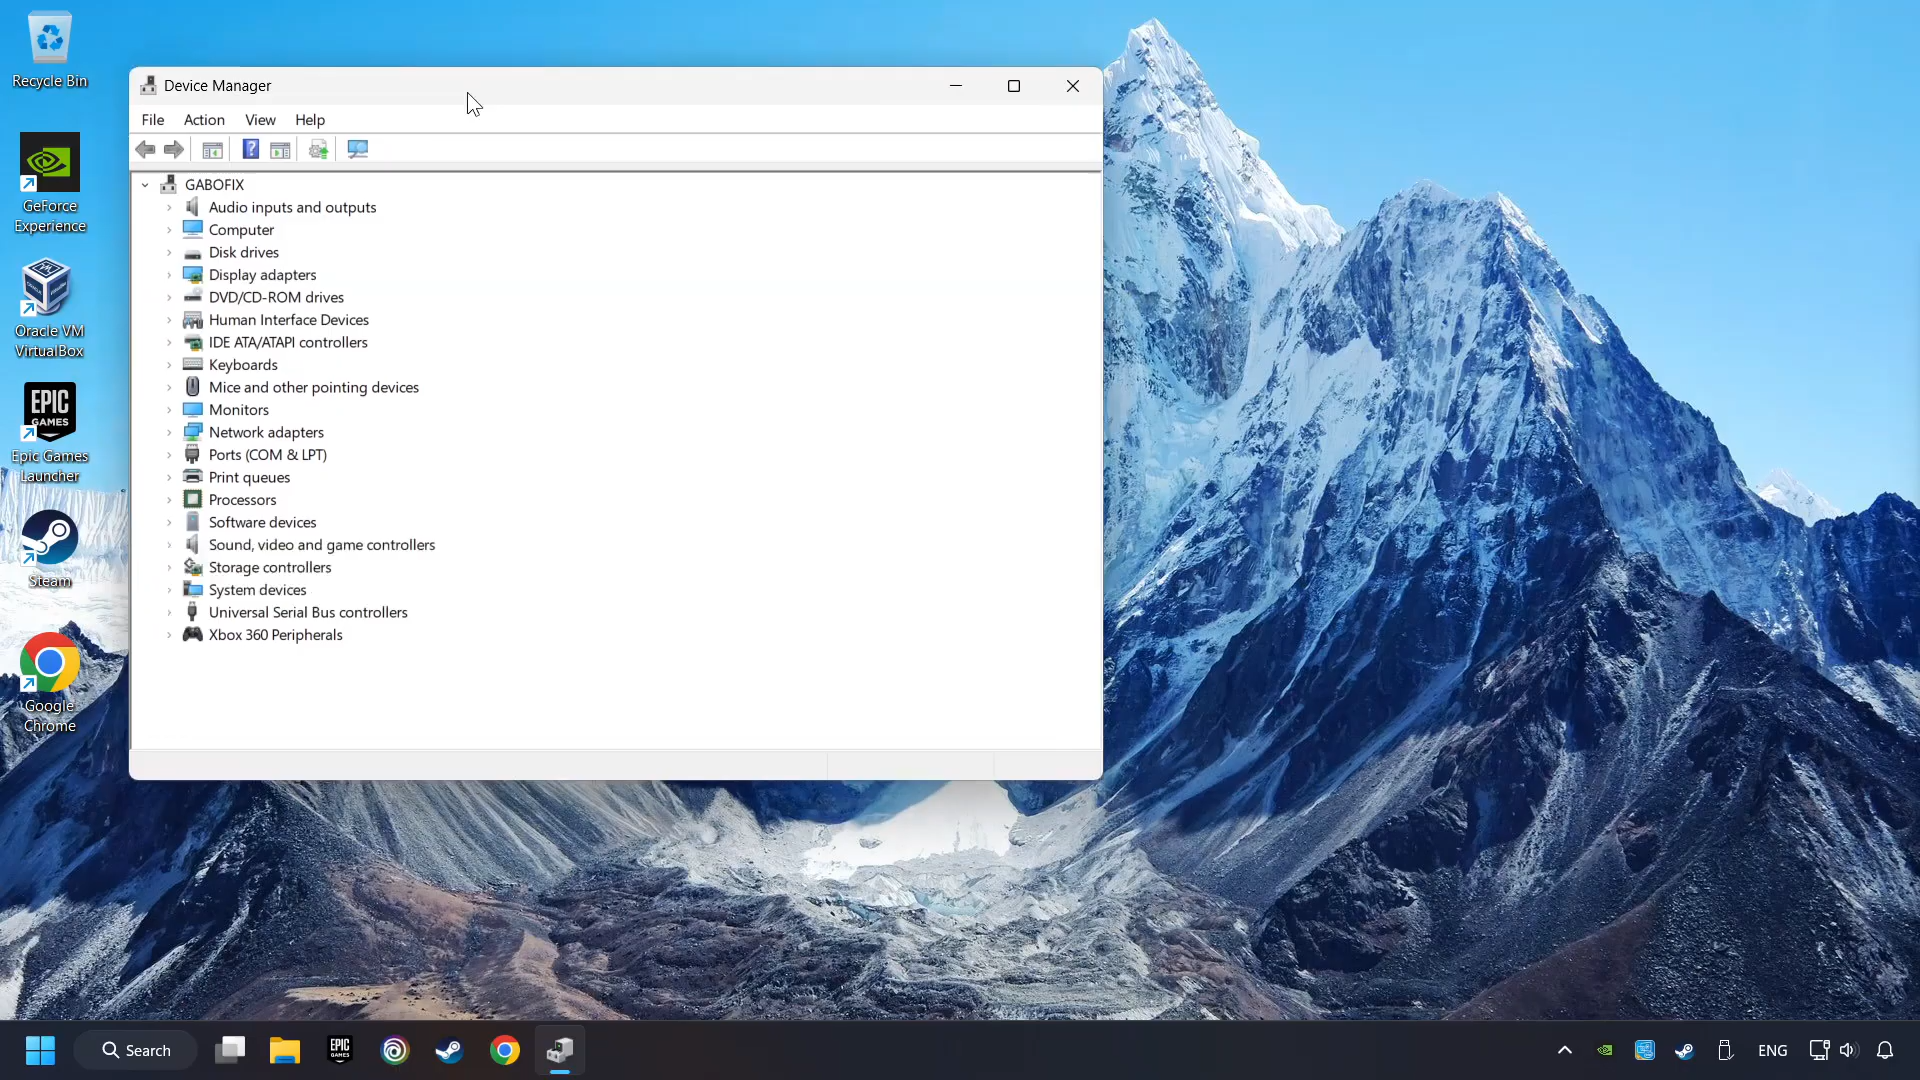 Recycle Bin
GeForce
Experience
Oracle VM
VirtualBox
EPIC
GAMES
Epic Games
Launcher
Steam
Google
Chrome
Device Manager
File Action View Help
GABOFIX
Audio inputs and outputs
Computer
Disk drives
Display adapters
DVD/CD-ROM drives
Human Interface Devices
IDE ATA/ATAPI controllers
Keyboards
Mice and other pointing devices
Monitors
Network adapters
Ports (COM & LPT)
Print queues
Processors
Software devices
Sound, video and game controllers
Storage controllers
System devices
Universal Serial Bus controllers
Xbox 360 Peripherals
Search
EPIC
GAMES
ENG